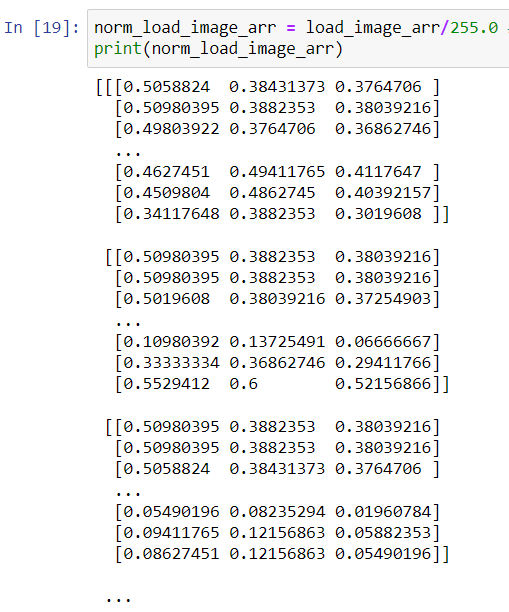 In [19]: norm_load_image_arr = load_image_arr/255.0
print(norm_load_image_arr)
[[[0.5058824  0.38431373 0.3764706 ]
  [0.50980395 0.3882353  0.38039216]
  [0.49803922 0.3764706  0.36862746]
  ...
  [0.4627451  0.49411765 0.4117647 ]
  [0.4509804  0.4862745  0.40392157]
  [0.34117648 0.3882353  0.3019608 ]]
 [[0.50980395 0.3882353  0.38039216]
  [0.50980395 0.3882353  0.38039216]
  [0.5019608  0.38039216 0.37254903]
  ...
  [0.10980392 0.13725491 0.06666667]
  [0.33333334 0.36862746 0.29411766]
  [0.5529412  0.6        0.52156866]]
 [[0.50980395 0.3882353  0.38039216]
  [0.50980395 0.3882353  0.38039216]
  [0.5058824  0.38431373 0.3764706 ]
  ...
  [0.05490196 0.08235294 0.01960784]
  [0.09411765 0.12156863 0.05882353]
  [0.08627451 0.12156863 0.05490196]]
 ...